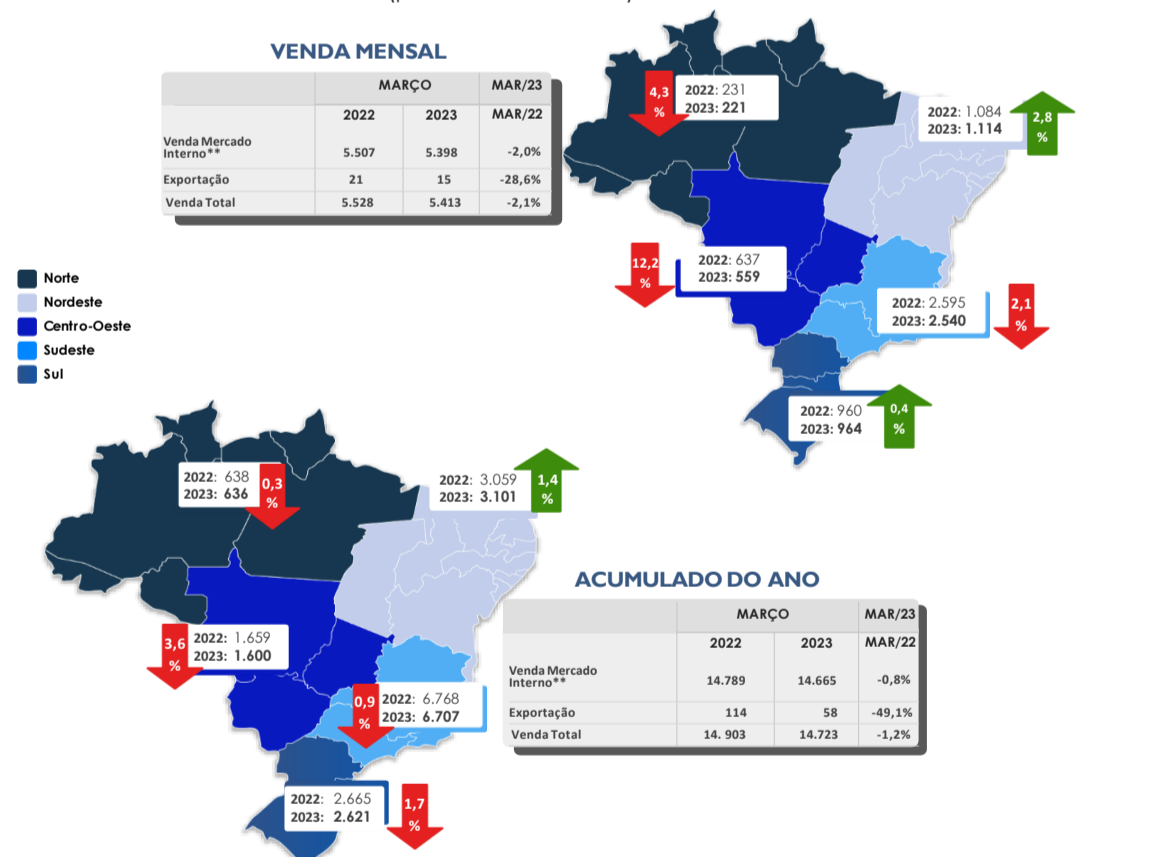 VENDA MENSAL
MARÇO MAR/23
2022 2023 MAR/22
Venda Mercado
Interno** 5.507 5.398 -2,0%
Exportação 21 15 -28,6%
Venda Total 5.528 5.413 -2,1%
4,3
%
2022: 231
2023: 221
2022: 1.084
2023: 1.114
2,8
%
12,2
%
2022: 637
2023: 559
2022: 2.595
2023: 2.540
2,1
%
2022: 960
2023: 964
0,4
%
Norte
Nordeste
Centro-Oeste
Sudeste
Sul
2022: 638
2023: 636
0,3
%
2022: 3.059
2023: 3.101
1,4
%
3,6
%
2022: 1.659
2023: 1.600
0,9
%
2022: 6.768
2023: 6.707
2022: 2.665
2023: 2.621
1,7
%
ACUMULADO DO ANO
MARÇO MAR/23
2022 2023 MAR/22
Venda Mercado
Interno** 14.789 14.665 -0,8%
Exportação 114 58 -49,1%
Venda Total 14. 903 14.723 -1,2%